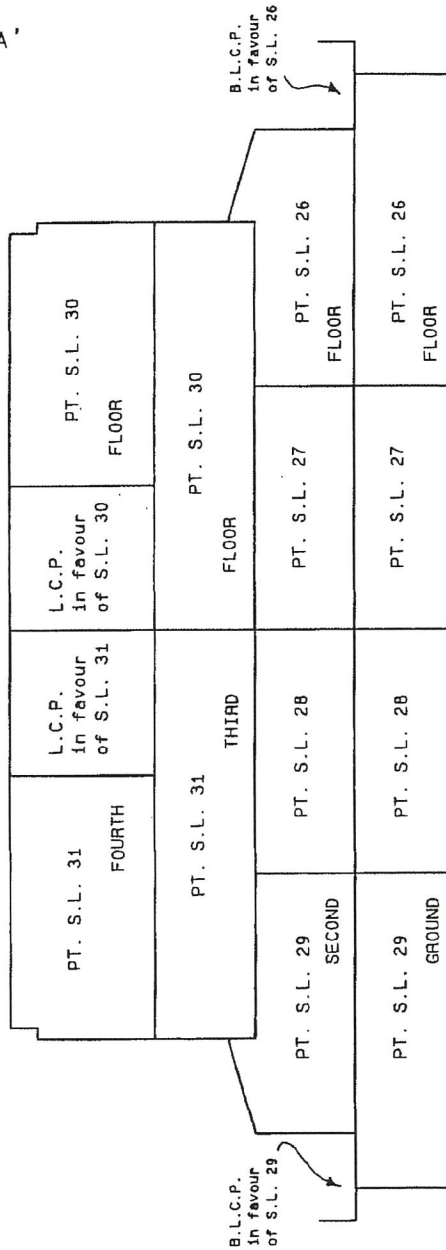 A'
PT. S.L. 31
L.C.P.
in favour
of S.L. 31
L.C.P.
in favour
of S.L. 30
PT. S.L. 30
FOURTH
FLOOR
PT. S.L. 31
PT. S.L. 30
THIRD
FLOOR
B.L.C.P.
in favour
of S.L. 29
PT. S.L. 29
PT. S.L. 28
PT. S.L. 27
PT. S.L. 26
SECOND
FLOOR
B.L.C.P.
in favour
of S.L. 26
PT. S.L. 29
PT. S.L. 28
PT. S.L. 27
PT. S.L. 26
GROUND
FLOOR